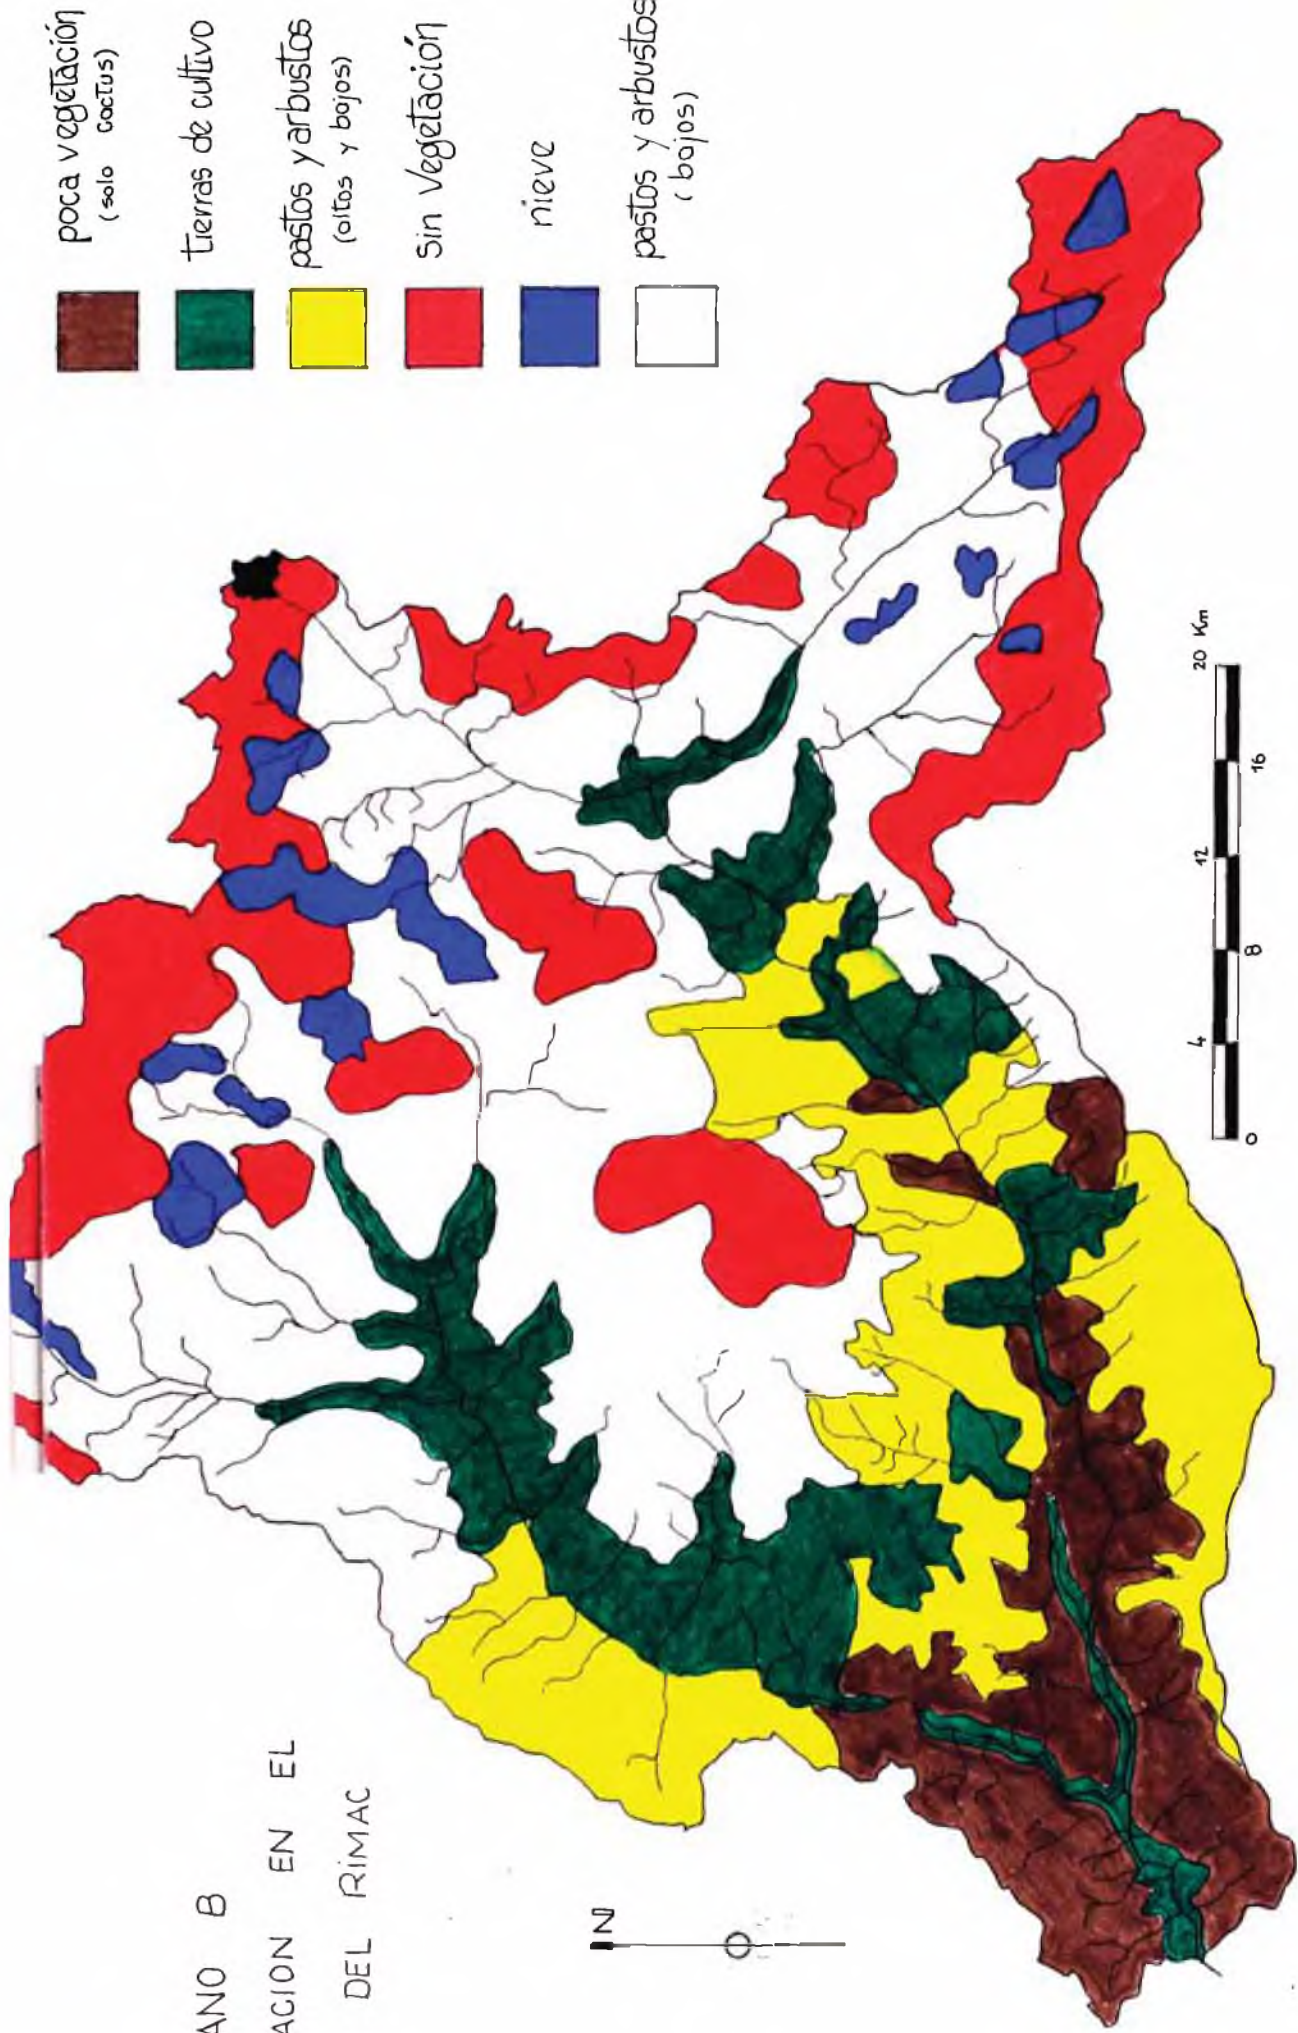 ANO B
ACION EN EL
DEL RIMAC
poca vegetación
(solo cactus)
tierras de cultivo
pastos y arbustos
(altos y bajos)
sin vegetación
nieve
pastos y arbustos
(bajos)
N
0 4 8 12 16 20 Km